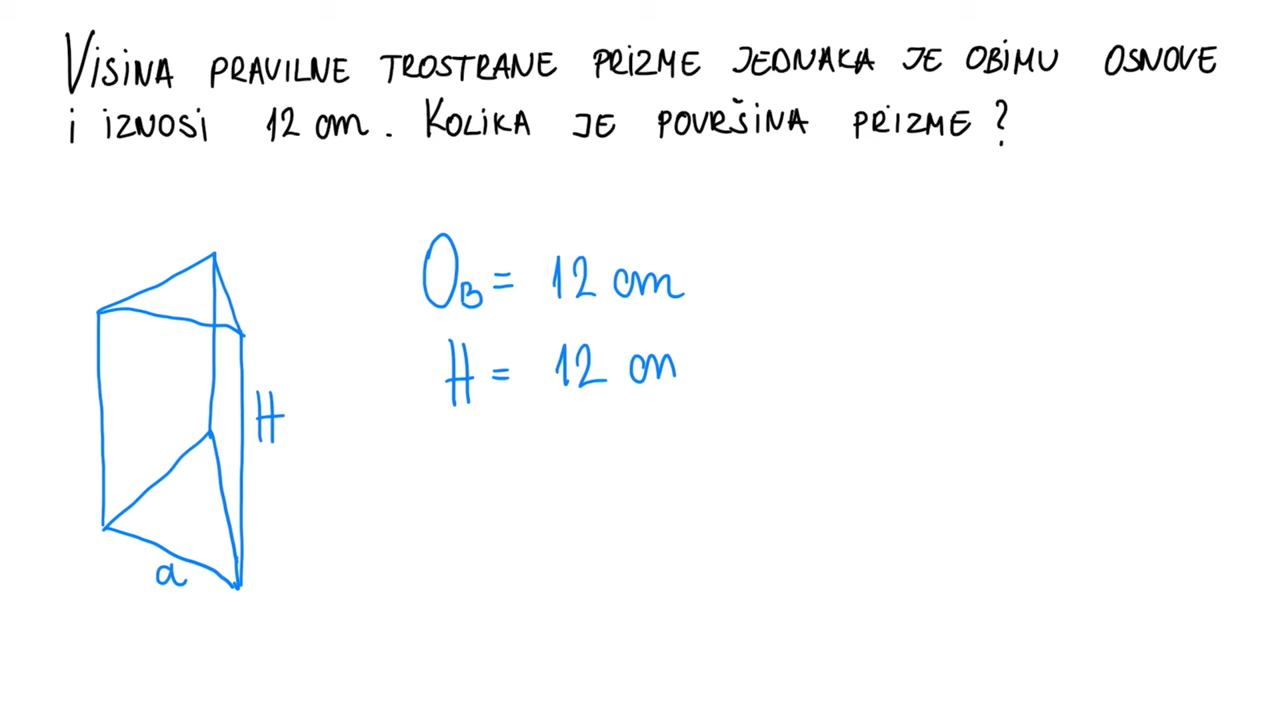 VISINA PRAVILNE TROSTRANE PRIZME JEDNAKA JE OBIMU OSNOVE
I IZNOSI 12 cm. KOLIKA JE POVRŠINA PRIZME?
O_B = 12 cm
H = 12 cm
H
a